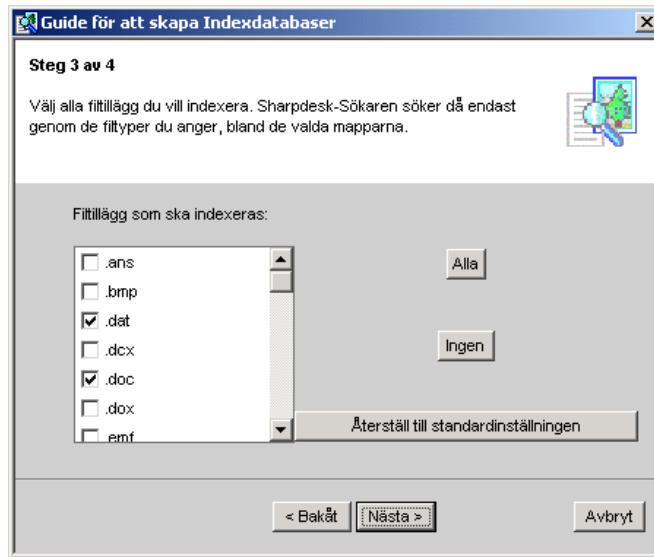 Guide för att skapa Indexdatabaser
Steg 3 av 4
Välj alla filtillägg du vill indexera. Sharpdesk-Sökaren söker då endast
genom de filtyper du anger, bland de valda mapparna.
Filtillägg som ska indexeras:
.ans
.bmp
.dat
.dcx
.doc
.dox
.emf
Alla
Ingen
Återställ till standardinställningen
< Bakåt
Nästa >
Avbryt